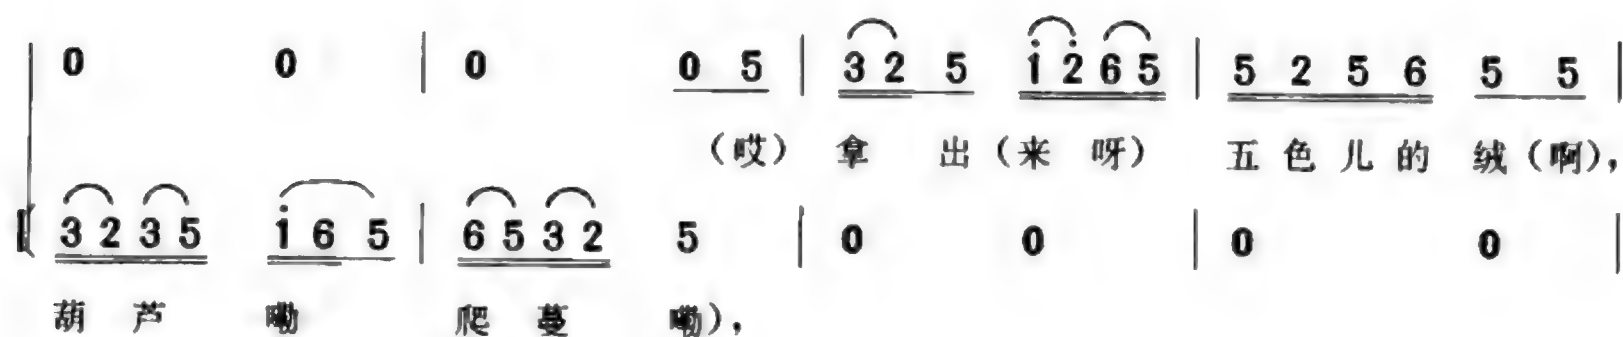 0 0 | 0 0 5 | 3 2 5 i̇ 2̇ 6 5 | 5 2 5 6 5 5 |
（哎） 拿 出（来 呀） 五 色 儿 的 绒（啊），
3 2 3 5 i̇ 6 5 | 6 5 3 2 5 | 0 0 | 0 0 |
葫 芦 嘞 爬 蔓 嘞），